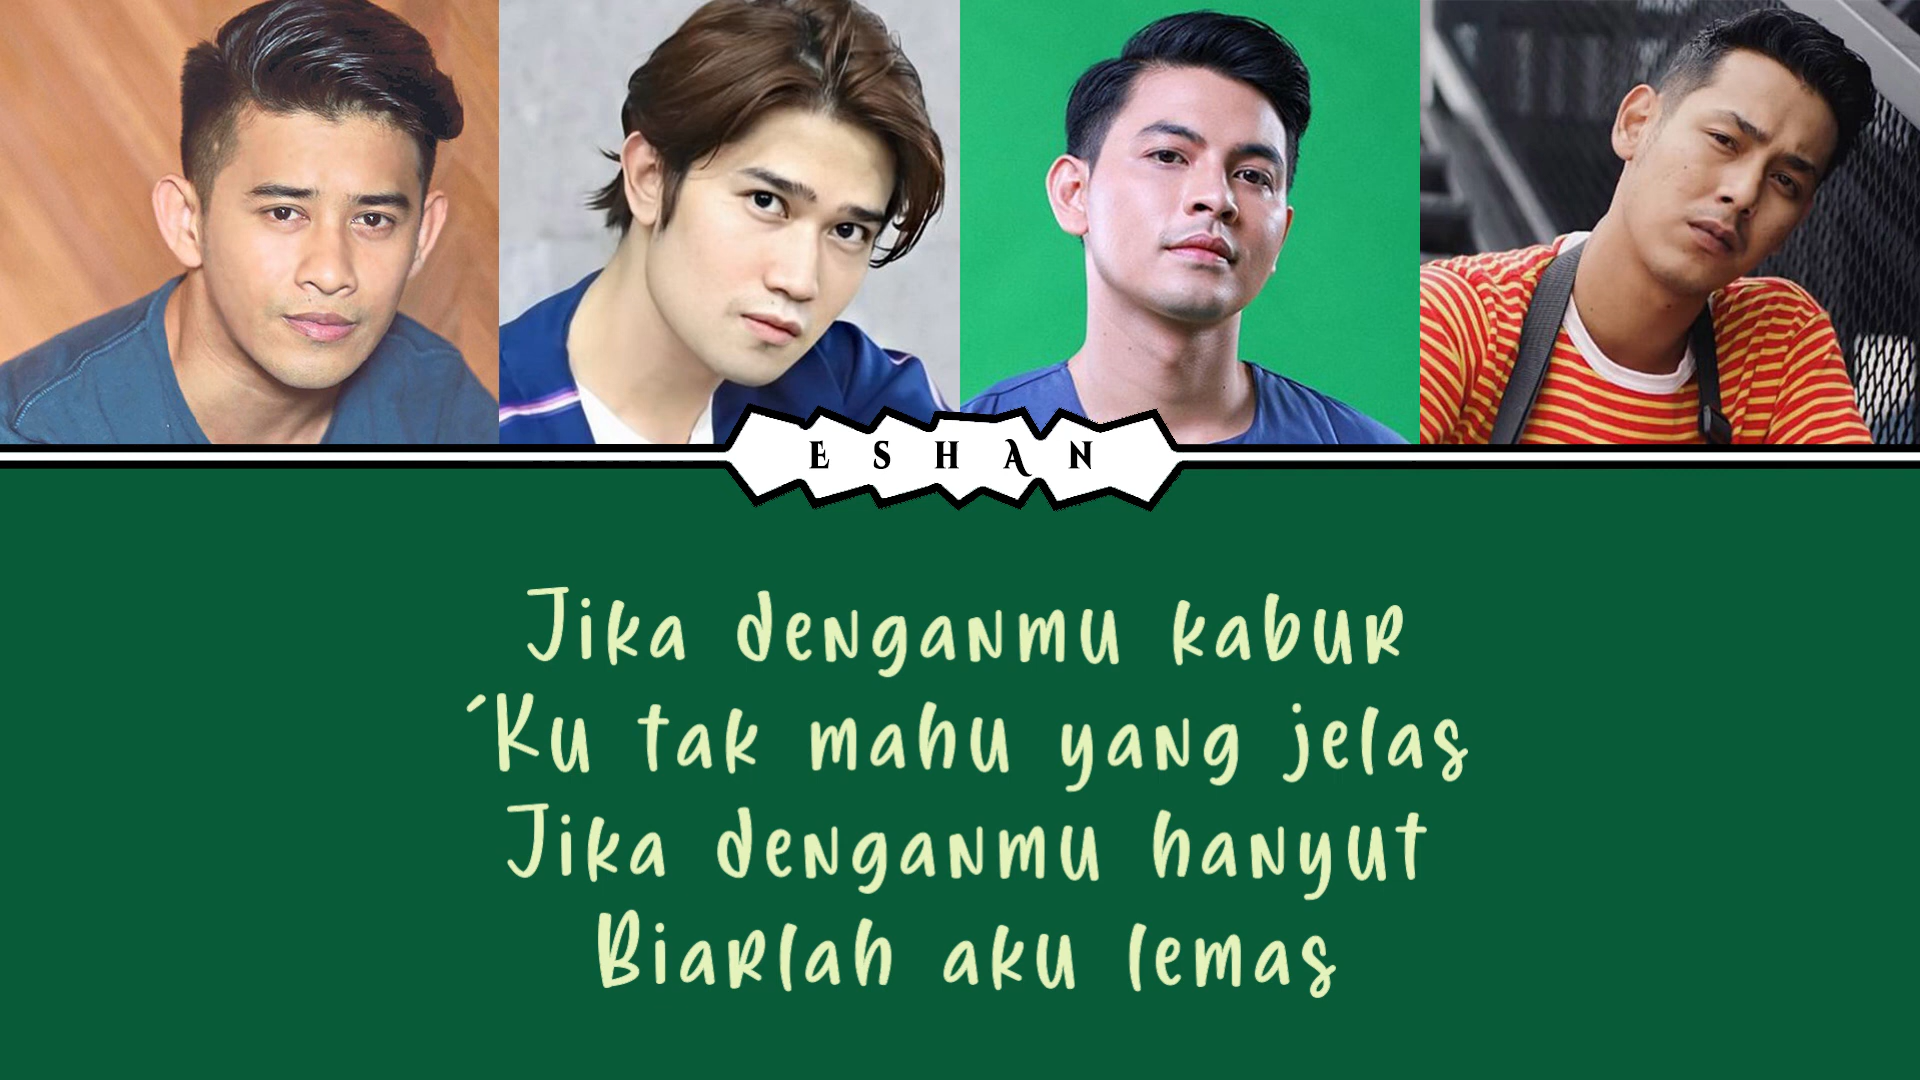 ESHAN
Jika denganmu kabur
´Ku tak mahu yang jelas
Jika denganmu hanyut
Biarlah aku lemas